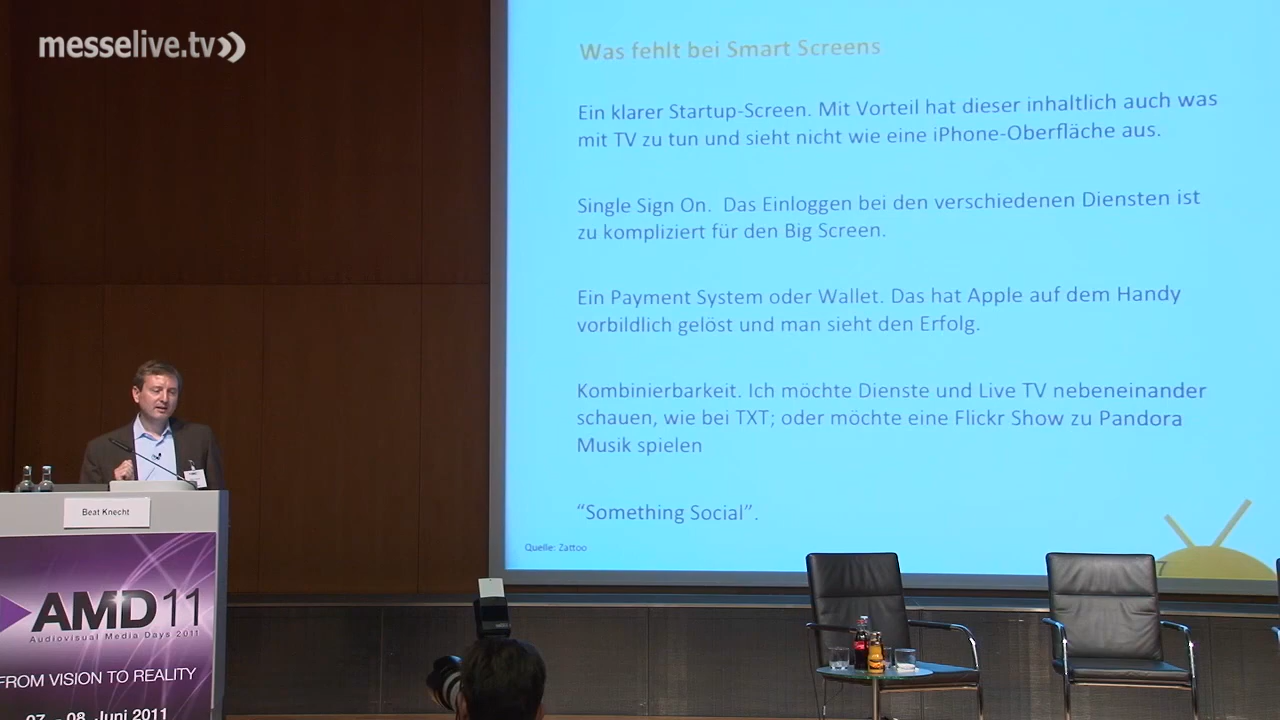 messelive.tv
Was fehlt bei Smart Screens
Ein klarer Startup-Screen. Mit Vorteil hat dieser inhaltlich auch was
mit TV zu tun und sieht nicht wie eine iPhone-Oberfläche aus.
Single Sign On. Das Einloggen bei den verschiedenen Diensten ist
zu kompliziert für den Big Screen.
Ein Payment System oder Wallet. Das hat Apple auf dem Handy
vorbildlich gelöst und man sieht den Erfolg.
Kombinierbarkeit. Ich möchte Dienste und Live TV nebeneinander
schauen, wie bei TXT; oder möchte eine Flickr Show zu Pandora
Musik spielen
“Something Social”.
Quelle: Zattoo
7
Beat Knecht
AMD11
Audiovisual Media Days 2011
FROM VISION TO REALITY
07. - 08. Juni 2011